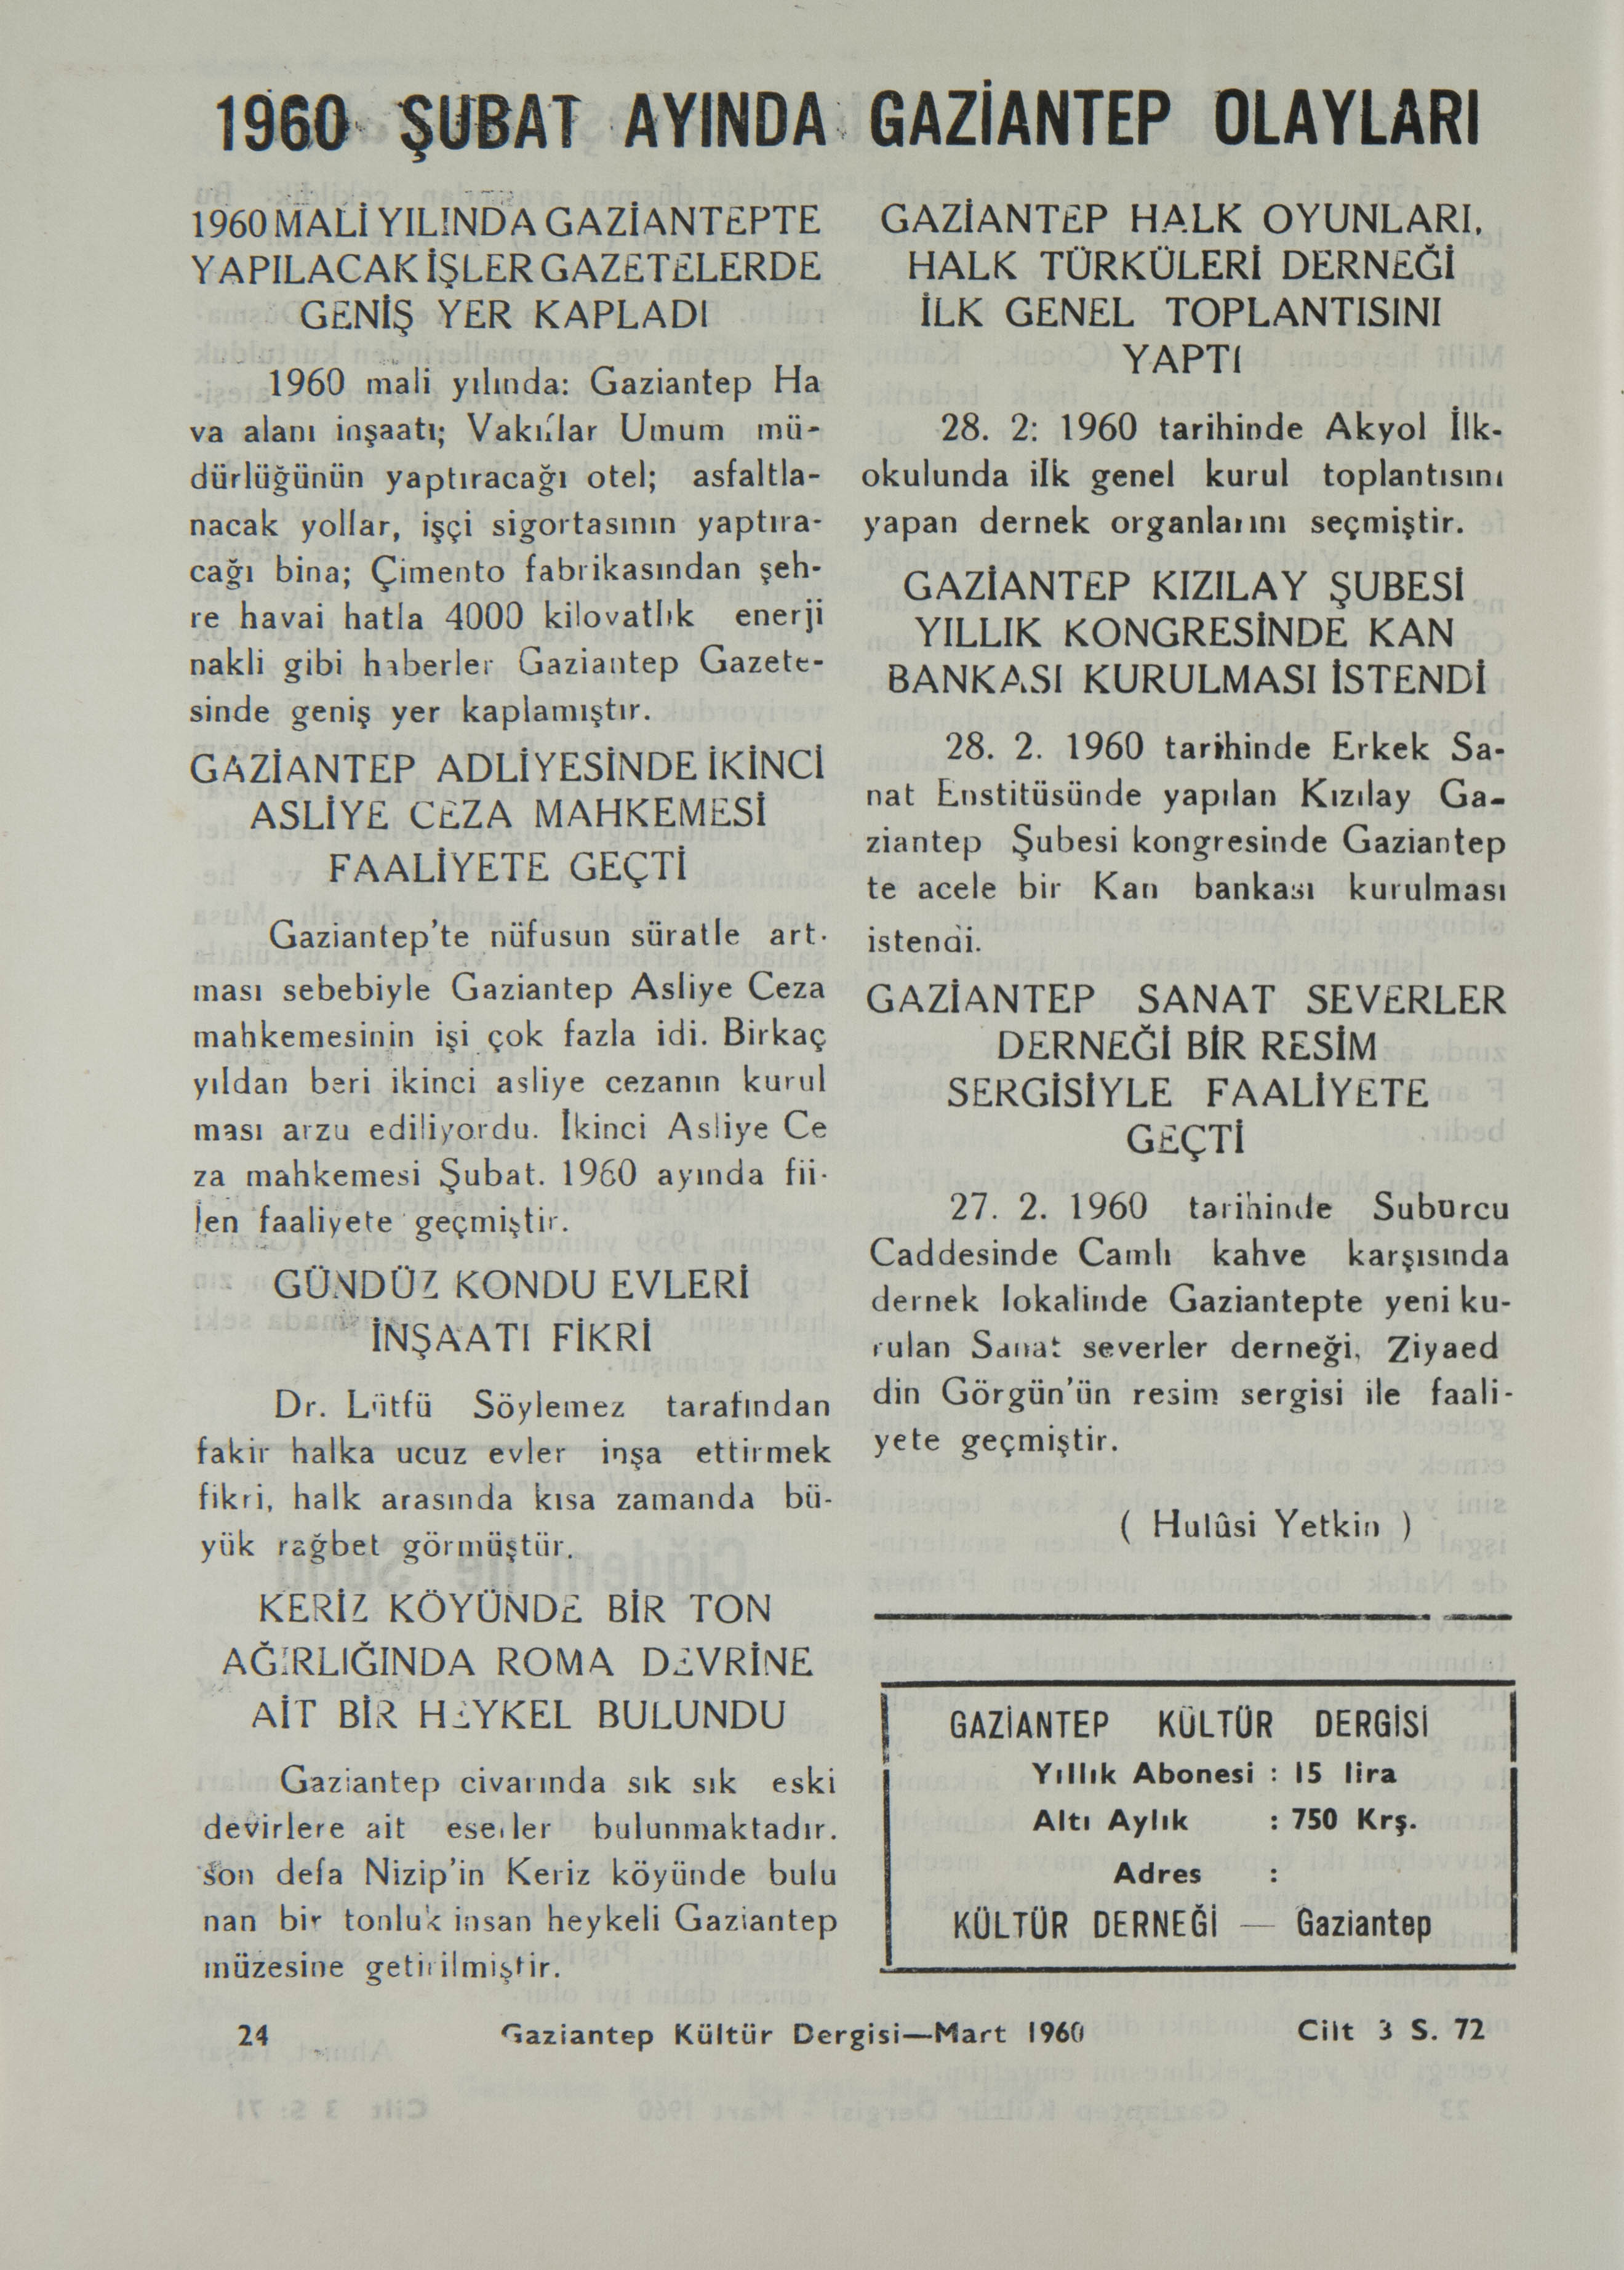 1960 ŞUBAT AYINDA GAZİANTEP OLAYLARI
1960 MALİ YILINDA GAZİANTEPTE
YAPILACAK İŞLER GAZETELERDE
GENİŞ YER KAPLADI
1960 mali yılında: Gaziantep Ha
va alanı inşaatı; Vakıflar Umum mü-
dürlüğünün yaptıracağı otel; asfaltla-
nacak yollar, işçi sigortasının yaptıra-
cağı bina; Çimento fabrikasından şeh-
re havai hatla 4000 kilovatlık enerji
nakli gibi haberler Gaziantep Gazete-
sinde geniş yer kaplamıştır.
GAZİANTEP ADLİYESİNDE İKİNCİ
ASLİYE CEZA MAHKEMESİ
FAALİYETE GEÇTİ
Gaziantep'te nüfusun süratle art-
ması sebebiyle Gaziantep Asliye Ceza
mahkemesinin işi çok fazla idi. Birkaç
yıldan beri ikinci asliye cezanın kurul
ması arzu ediliyordu. İkinci Asliye Ce
za mahkemesi Şubat. 1960 ayında fii-
len faaliyete geçmiştir.
GÜNDÜZ KONDU EVLERİ
İNŞAATI FİKRİ
Dr. Lütfü Söylemez tarafından
fakir halka ucuz evler inşa ettirmek
fikri, halk arasında kısa zamanda bü-
yük rağbet görmüştür.
KERİZ KÖYÜNDE BİR TON
AĞIRLIĞINDA ROMA DEVRİNE
AİT BİR HEYKEL BULUNDU
Gaziantep civarında sık sık eski
devirlere ait eserler bulunmaktadır.
son defa Nizip'in Keriz köyünde bulu
nan bir tonluk insan heykeli Gaziantep
müzesine getirilmiştir.
GAZİANTEP HALK OYUNLARI,
HALK TÜRKÜLERİ DERNEĞİ
İLK GENEL TOPLANTISINI
YAPTI
28. 2: 1960 tarihinde Akyol İlk-
okulunda ilk genel kurul toplantısını
yapan dernek organlarını seçmiştir.
GAZİANTEP KIZILAY ŞUBESİ
YILLIK KONGRESİNDE KAN
BANKASI KURULMASI İSTENDİ
28. 2. 1960 tarihinde Erkek Sa-
nat Enstitüsünde yapılan Kızılay Ga-
ziantep Şubesi kongresinde Gaziantep
te acele bir Kan bankası kurulması
istendi.
GAZİANTEP SANAT SEVERLER
DERNEĞİ BİR RESİM
SERGİSİYLE FAALİYETE
GEÇTİ
27. 2. 1960 tarihinde Suburcu
Caddesinde Camlı kahve karşısında
dernek lokalinde Gaziantepte yeni ku-
rulan Sanat severler derneği, Ziyaed
din Görgün'ün resim sergisi ile faali-
yete geçmiştir.
( Hulûsi Yetkin )
GAZİANTEP KÜLTÜR DERGİSİ
Yıllık Abonesi : 15 lira
Altı Aylık : 750 Krş.
Adres :
KÜLTÜR DERNEĞİ — Gaziantep
24 Gaziantep Kültür Dergisi—Mart 1960 Cilt 3 S. 72